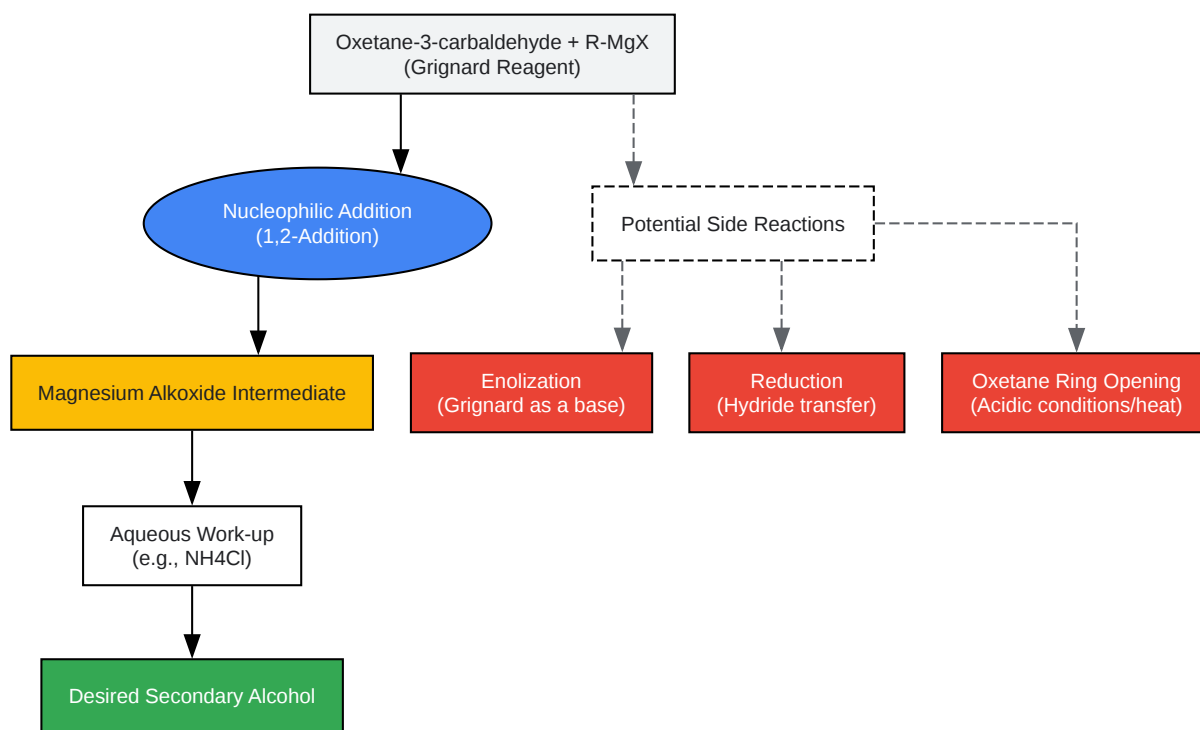 Oxetane-3-carbaldehyde + R-MgX
(Grignard Reagent)
Nucleophilic Addition
(1,2-Addition)
Potential Side Reactions
Magnesium Alkoxide Intermediate
Enolization
(Grignard as a base)
Reduction
(Hydride transfer)
Oxetane Ring Opening
(Acidic conditions/heat)
Aqueous Work-up
(e.g., NH4Cl)
Desired Secondary Alcohol